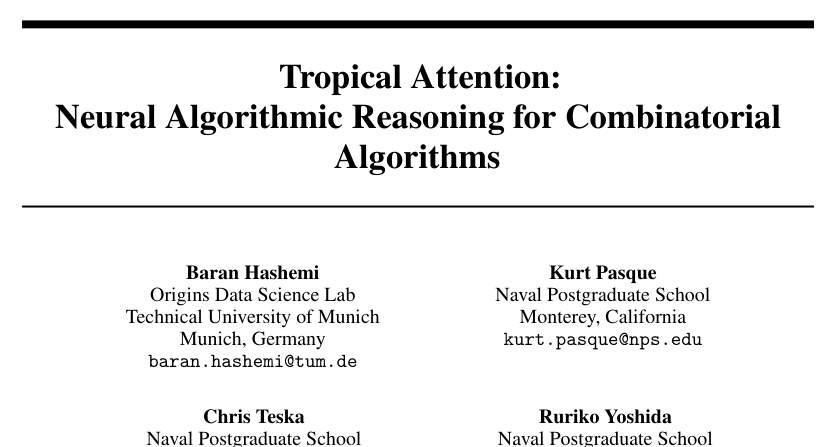 Tropical Attention:
Neural Algorithmic Reasoning for Combinatorial
Algorithms
Baran Hashemi
Origins Data Science Lab
Technical University of Munich
Munich, Germany
baran.hashemi@tum.de
Kurt Pasque
Naval Postgraduate School
Monterey, California
kurt.pasque@nps.edu
Chris Teska
Naval Postgraduate School
Ruriko Yoshida
Naval Postgraduate School